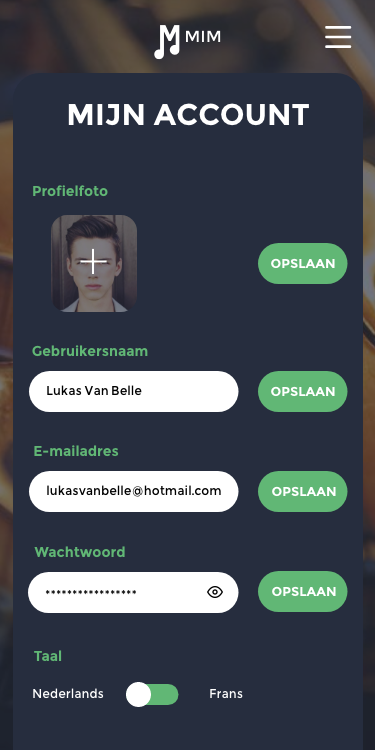 MIM
MIJN ACCOUNT
Profielfoto
OPSLAAN
Gebruikersnaam
Lukas Van Belle
OPSLAAN
E-mailadres
lukasvanbelle@hotmail.com
OPSLAAN
Wachtwoord
*****************
OPSLAAN
Taal
Nederlands
Frans